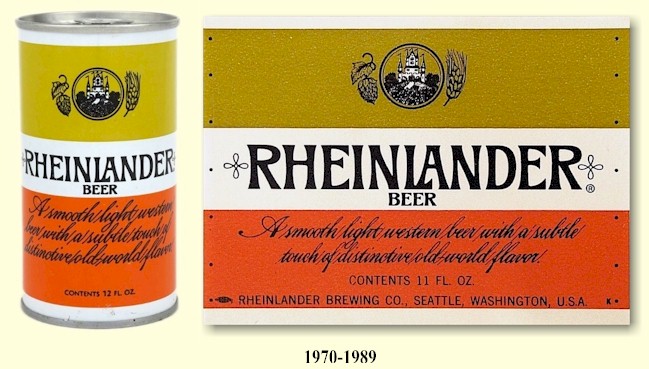 RHEINLANDER
BEER
A smooth light western
beer with a subtle touch of
distinctive old-world flavor.
CONTENTS 12 FL. OZ.
RHEINLANDER®
BEER
A smooth light western beer with a subtle
touch of distinctive old-world flavor.
CONTENTS 11 FL. OZ.
RHEINLANDER BREWING CO., SEATTLE, WASHINGTON, U.S.A. K
1970-1989